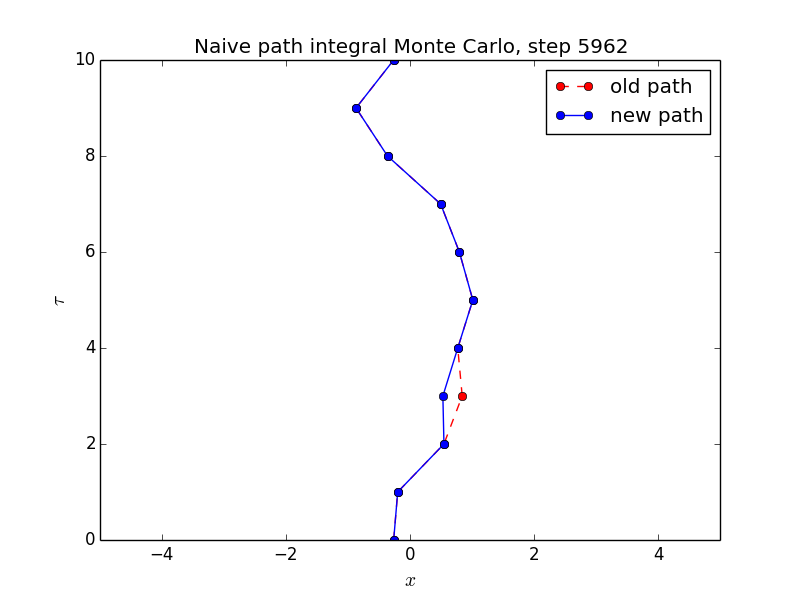 Naive path integral Monte Carlo, step 5962
old path
new path
10
8
6
4
2
0
τ
−4 −2 0 2 4
x